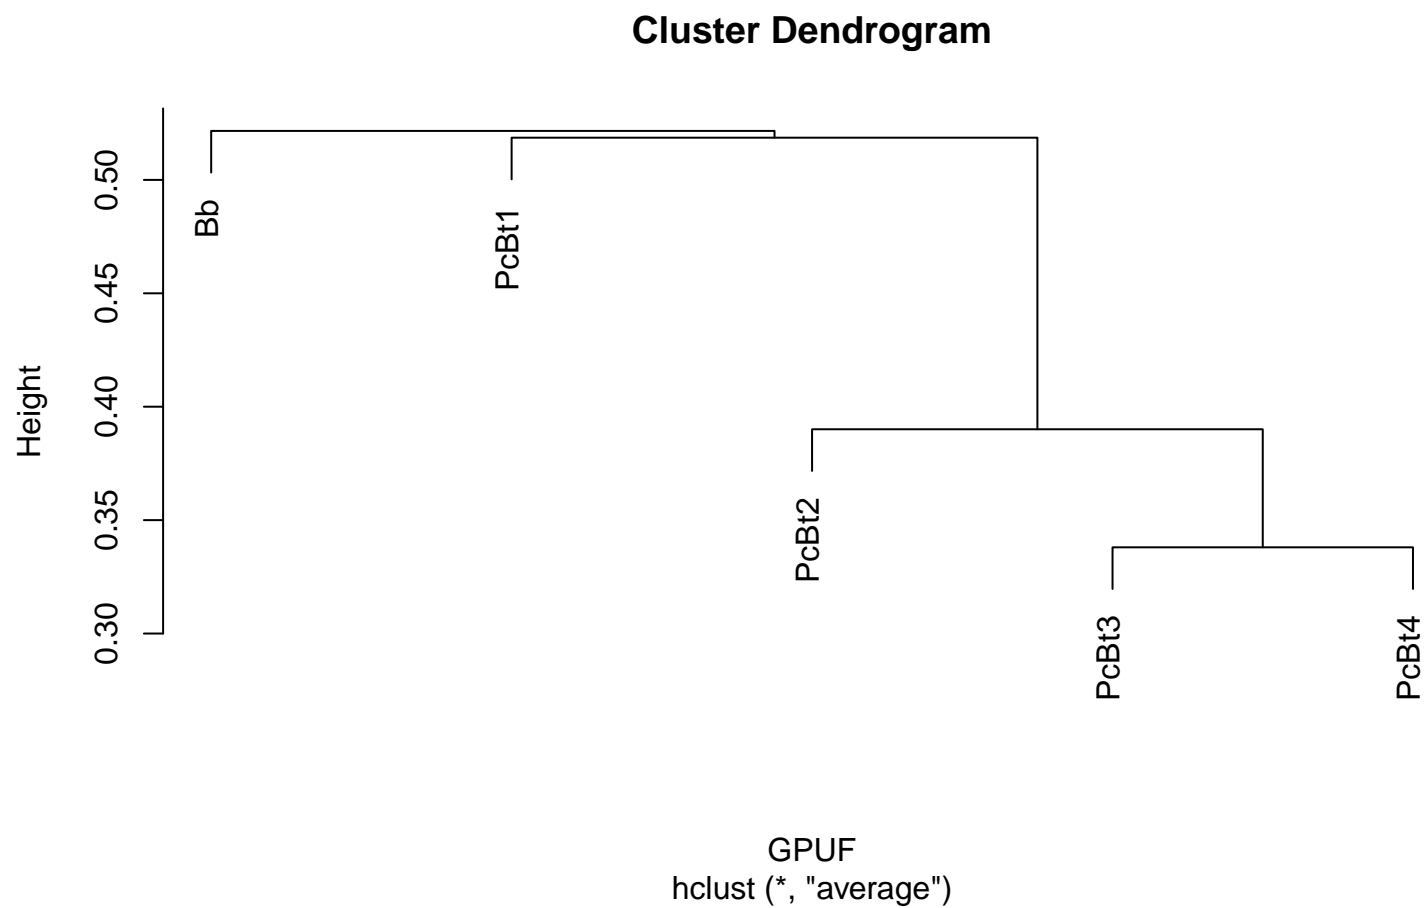 Cluster Dendrogram
Height
0.50
0.45
0.40
0.35
0.30
Bb
PcBt1
PcBt2
PcBt3
PcBt4
GPUF
hclust (*, "average")